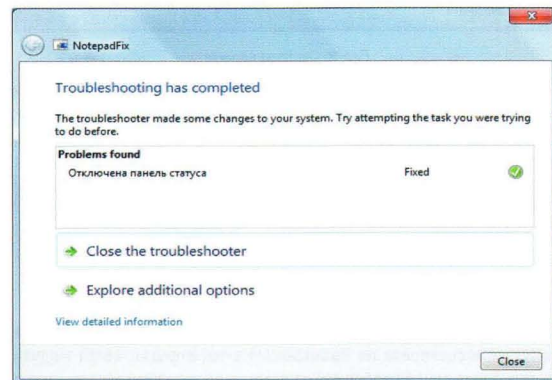 NotepadFix
Troubleshooting has completed
The troubleshooter made some changes to your system. Try attempting the task you were trying
to do before.
Problems found
Отключена панель статуса Fixed
Close the troubleshooter
Explore additional options
View detailed information
Close